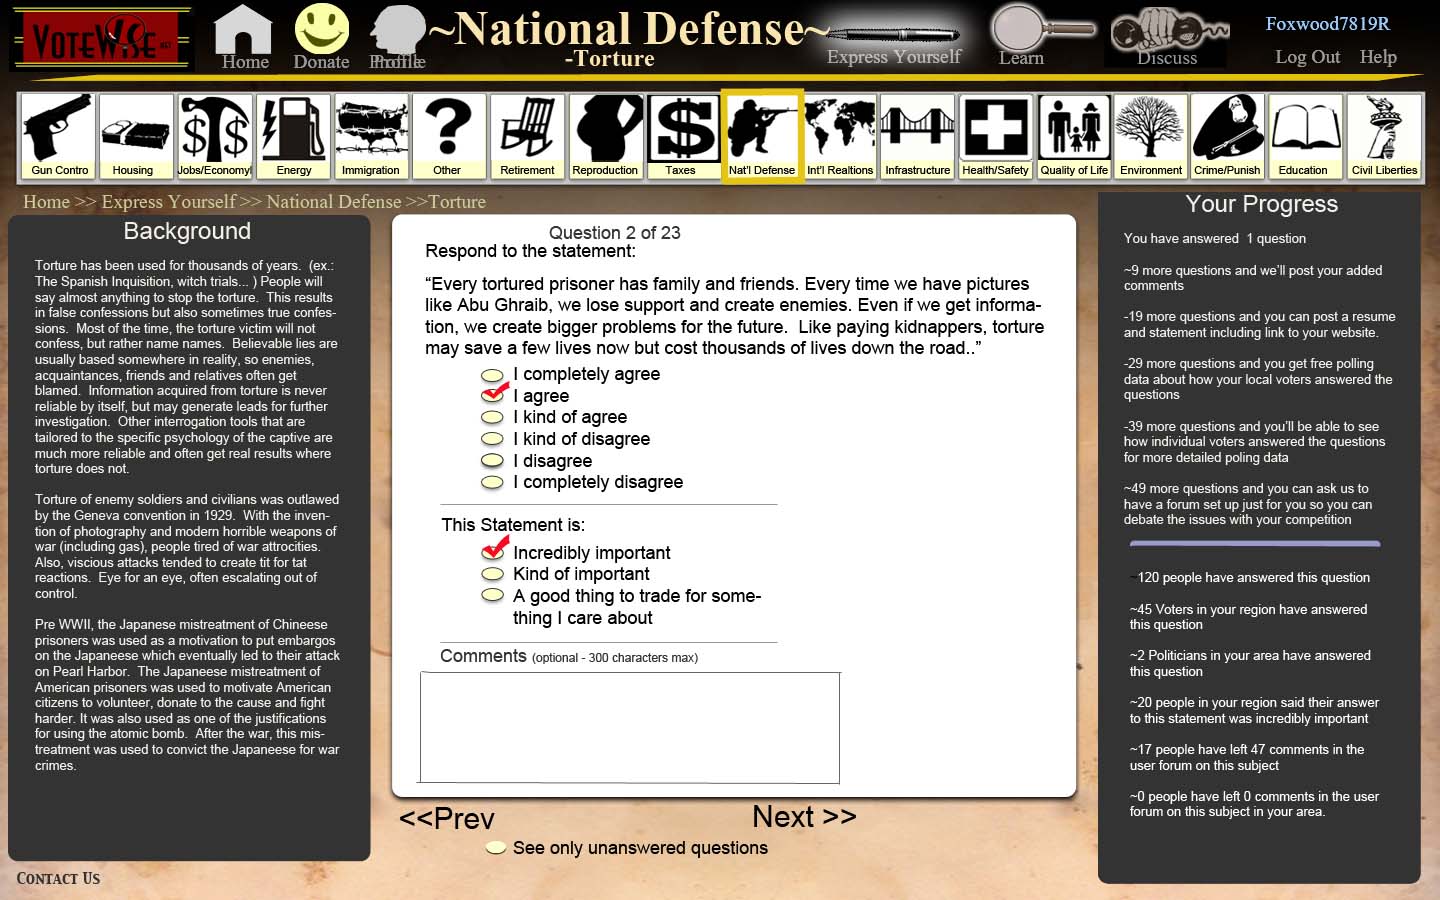 VOTEWISE.NET
Home
Donate
Profile
~National Defense~
-Torture
Express Yourself
Learn
Discuss
Foxwood7819R
Log Out
Help
Gun Contro
Housing
Jobs/Economy/
Energy
Immigration
Other
Retirement
Reproduction
Taxes
Nat'l Defense
Int'l Realtions
Infrastructure
Health/Safety
Quality of Life
Environment
Crime/Punish
Education
Civil Liberties
Home >> Express Yourself >> National Defense >>Torture
Background
Torture has been used for thousands of years. (ex.:
The Spanish Inquisition, witch trials... ) People will
say almost anything to stop the torture. This results
in false confessions but also sometimes true confes-
sions. Most of the time, the torture victim will not
confess, but rather name names. Believable lies are
usually based somewhere in reality, so enemies,
acquaintances, friends and relatives often get
blamed. Information acquired from torture is never
reliable by itself, but may generate leads for further
investigation. Other interrogation tools that are
tailored to the specific psychology of the captive are
much more reliable and often get real results where
torture does not.
Torture of enemy soldiers and civilians was outlawed
by the Geneva convention in 1929. With the inven-
tion of photography and modern horrible weapons of
war (including gas), people tired of war attrocities.
Also, viscious attacks tended to create tit for tat
reactions. Eye for an eye, often escalating out of
control.
Pre WWII, the Japanese mistreatment of Chineese
prisoners was used as a motivation to put embargos
on the Japaneese which eventually led to their attack
on Pearl Harbor. The Japaneese mistreatment of
American prisoners was used to motivate American
citizens to volunteer, donate to the cause and fight
harder. It was also used as one of the justifications
for using the atomic bomb. After the war, this mis-
treatment was used to convict the Japaneese for war
crimes.
Question 2 of 23
Respond to the statement:
“Every tortured prisoner has family and friends. Every time we have pictures
like Abu Ghraib, we lose support and create enemies. Even if we get informa-
tion, we create bigger problems for the future. Like paying kidnappers, torture
may save a few lives now but cost thousands of lives down the road..”
I completely agree
I agree
I kind of agree
I kind of disagree
I disagree
I completely disagree
This Statement is:
Incredibly important
Kind of important
A good thing to trade for some-
thing I care about
Comments (optional - 300 characters max)
<<Prev
Next >>
See only unanswered questions
Your Progress
You have answered 1 question
~9 more questions and we’ll post your added
comments
-19 more questions and you can post a resume
and statement including link to your website.
-29 more questions and you get free polling
data about how your local voters answered the
questions
-39 more questions and you’ll be able to see
how individual voters answered the questions
for more detailed poling data
~49 more questions and you can ask us to
have a forum set up just for you so you can
debate the issues with your competition
~120 people have answered this question
~45 Voters in your region have answered
this question
~2 Politicians in your area have answered
this question
~20 people in your region said their answer
to this statement was incredibly important
~17 people have left 47 comments in the
user forum on this subject
~0 people have left 0 comments in the user
forum on this subject in your area.
CONTACT US